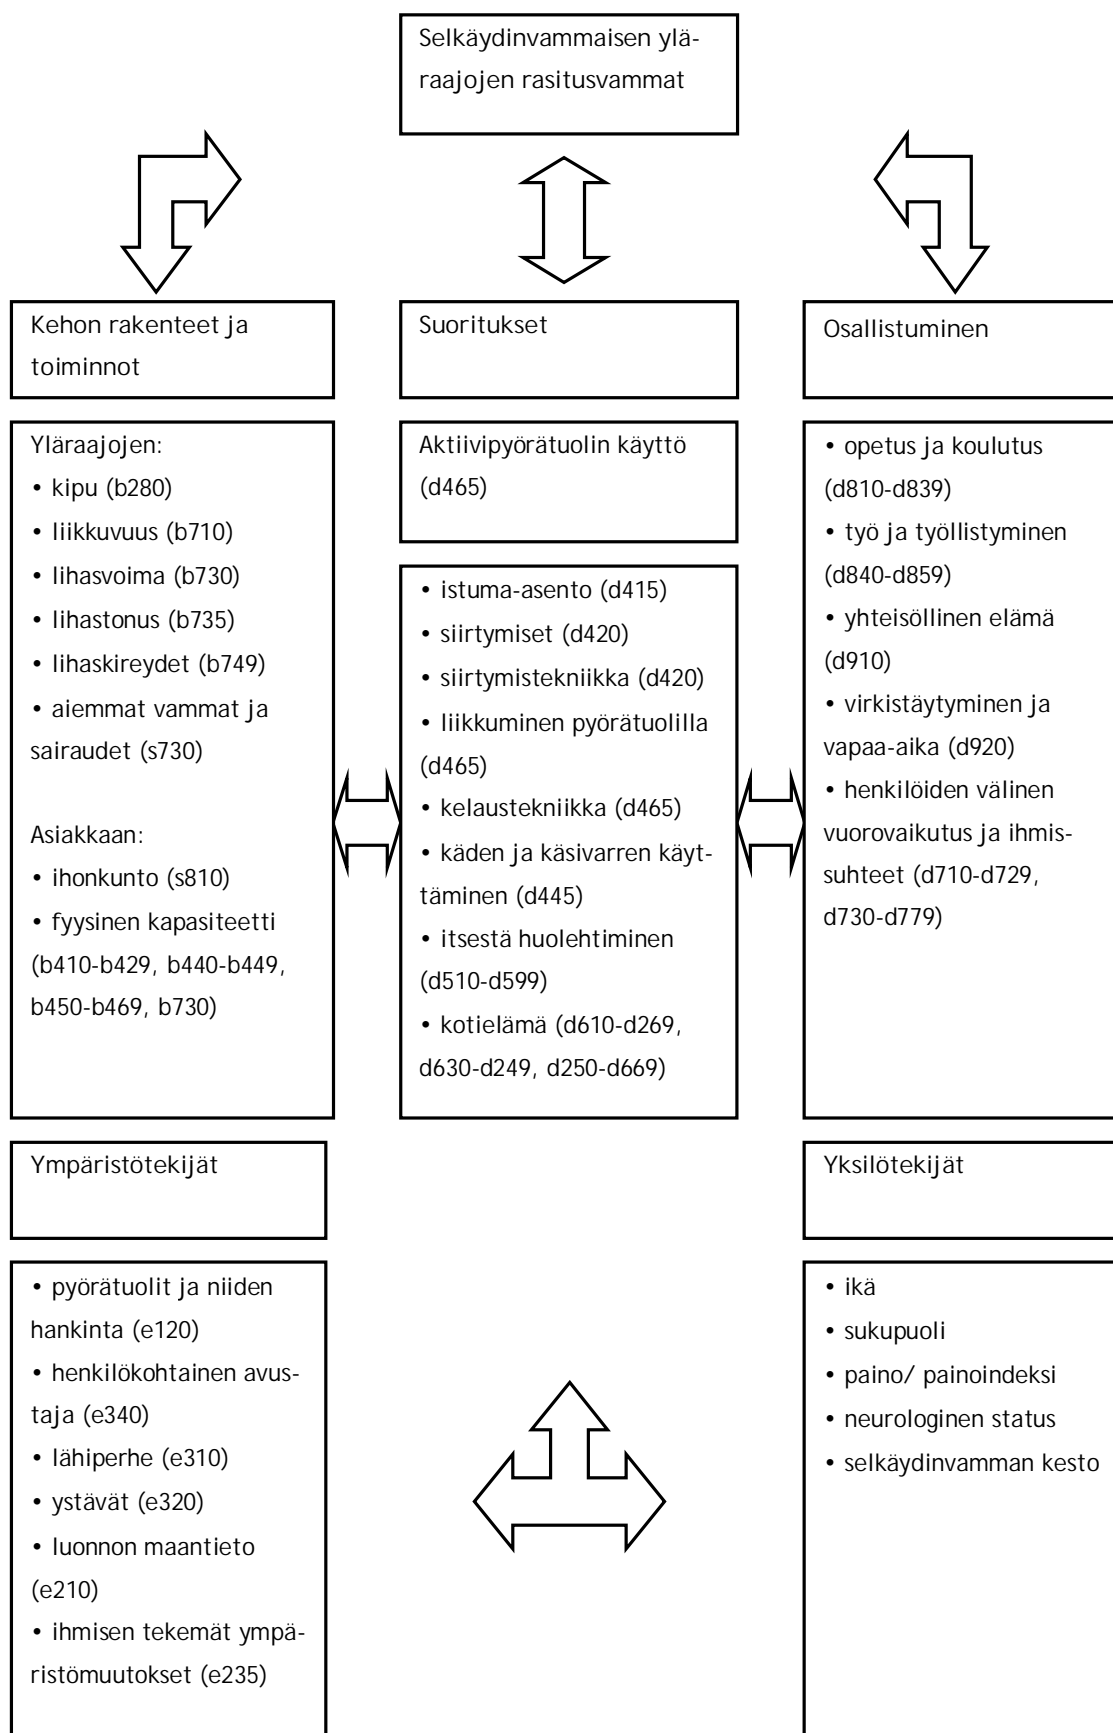 Selkäydinvammaisen ylä-
raajojen rasitusvammat
Kehon rakenteet ja
toiminnot
Suoritukset
Osallistuminen
Yläraajojen:
• kipu (b280)
• liikkuvuus (b710)
• lihasvoima (b730)
• lihastonus (b735)
• lihaskireydet (b749)
• aiemmat vammat ja
sairaudet (s730)
Asiakkaan:
• ihonkunto (s810)
• fyysinen kapasiteetti
(b410-b429, b440-b449,
b450-b469, b730)
Aktiivipyörätuolin käyttö
(d465)
• istuma-asento (d415)
• siirtymiset (d420)
• siirtymistekniikka (d420)
• liikkuminen pyörätuolilla
(d465)
• kelaustekniikka (d465)
• käden ja käsivarren käyt-
täminen (d445)
• itsestä huolehtiminen
(d510-d599)
• kotielämä (d610-d269,
d630-d249, d250-d669)
• opetus ja koulutus
(d810-d839)
• työ ja työllistyminen
(d840-d859)
• yhteisöllinen elämä
(d910)
• virkistäytyminen ja
vapaa-aika (d920)
• henkilöiden välinen
vuorovaikutus ja ihmis-
suhteet (d710-d729,
d730-d779)
Ympäristötekijät
Yksilötekijät
• pyörätuolit ja niiden
hankinta (e120)
• henkilökohtainen avus-
taja (e340)
• lähiperhe (e310)
• ystävät (e320)
• luonnon maantieto
(e210)
• ihmisen tekemät ympä-
ristömuutokset (e235)
• ikä
• sukupuoli
• paino/ painoindeksi
• neurologinen status
• selkäydinvamman kesto